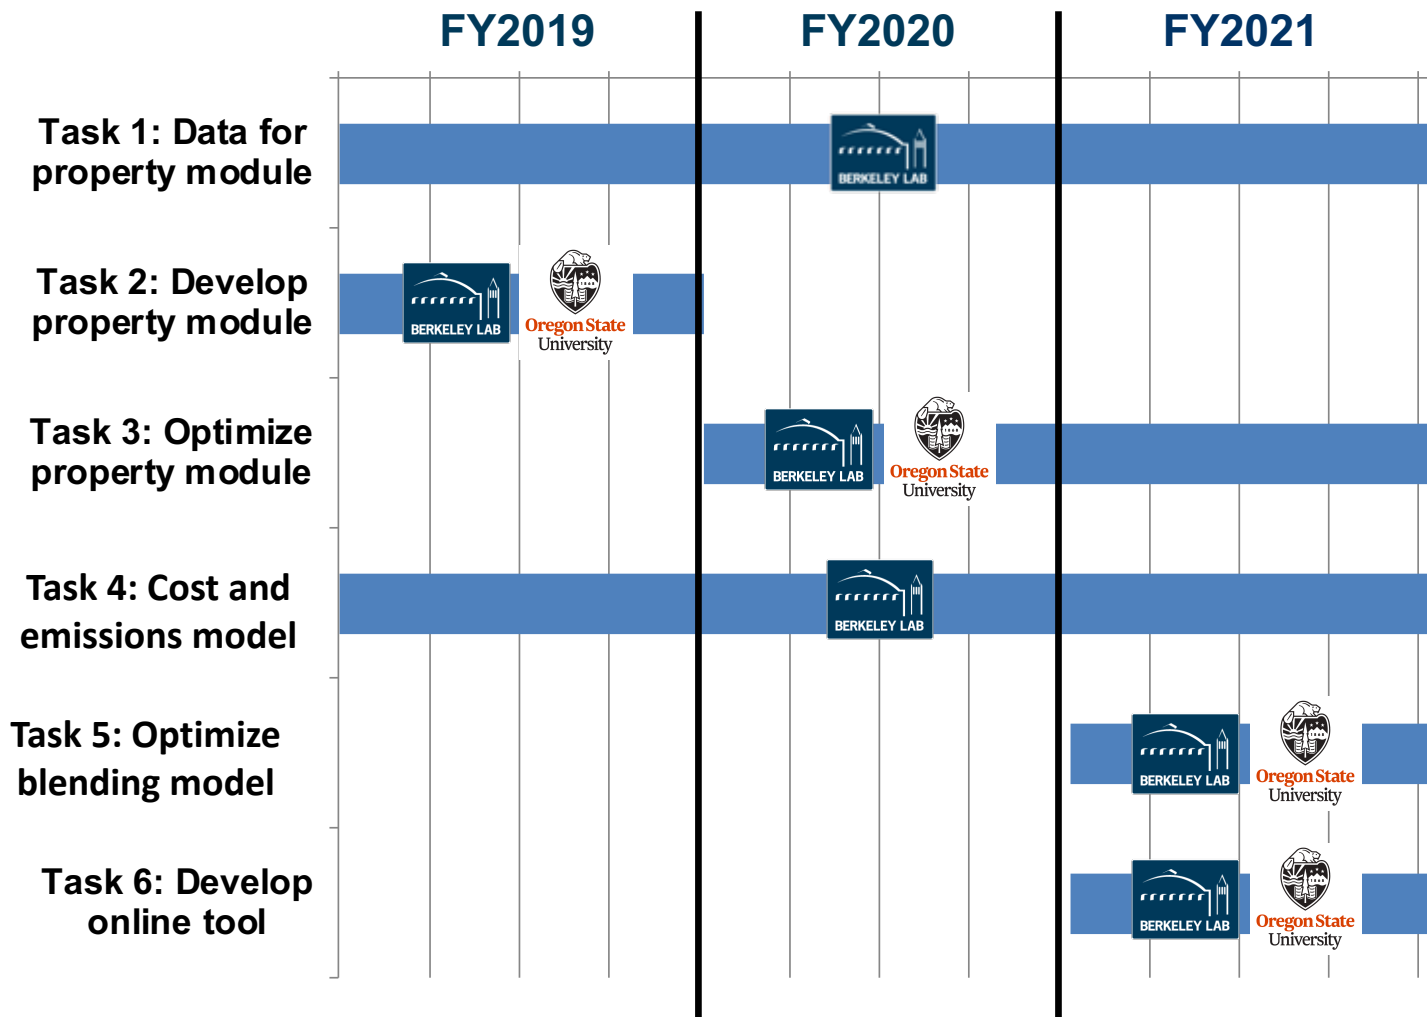 FY2019
FY2020
FY2021
Task 1: Data for
property module
BERKELEY LAB
Task 2: Develop
property module
BERKELEY LAB
Oregon State
University
Task 3: Optimize
property module
BERKELEY LAB
Oregon State
University
Task 4: Cost and
emissions model
BERKELEY LAB
Task 5: Optimize
blending model
BERKELEY LAB
Oregon State
University
Task 6: Develop
online tool
BERKELEY LAB
Oregon State
University